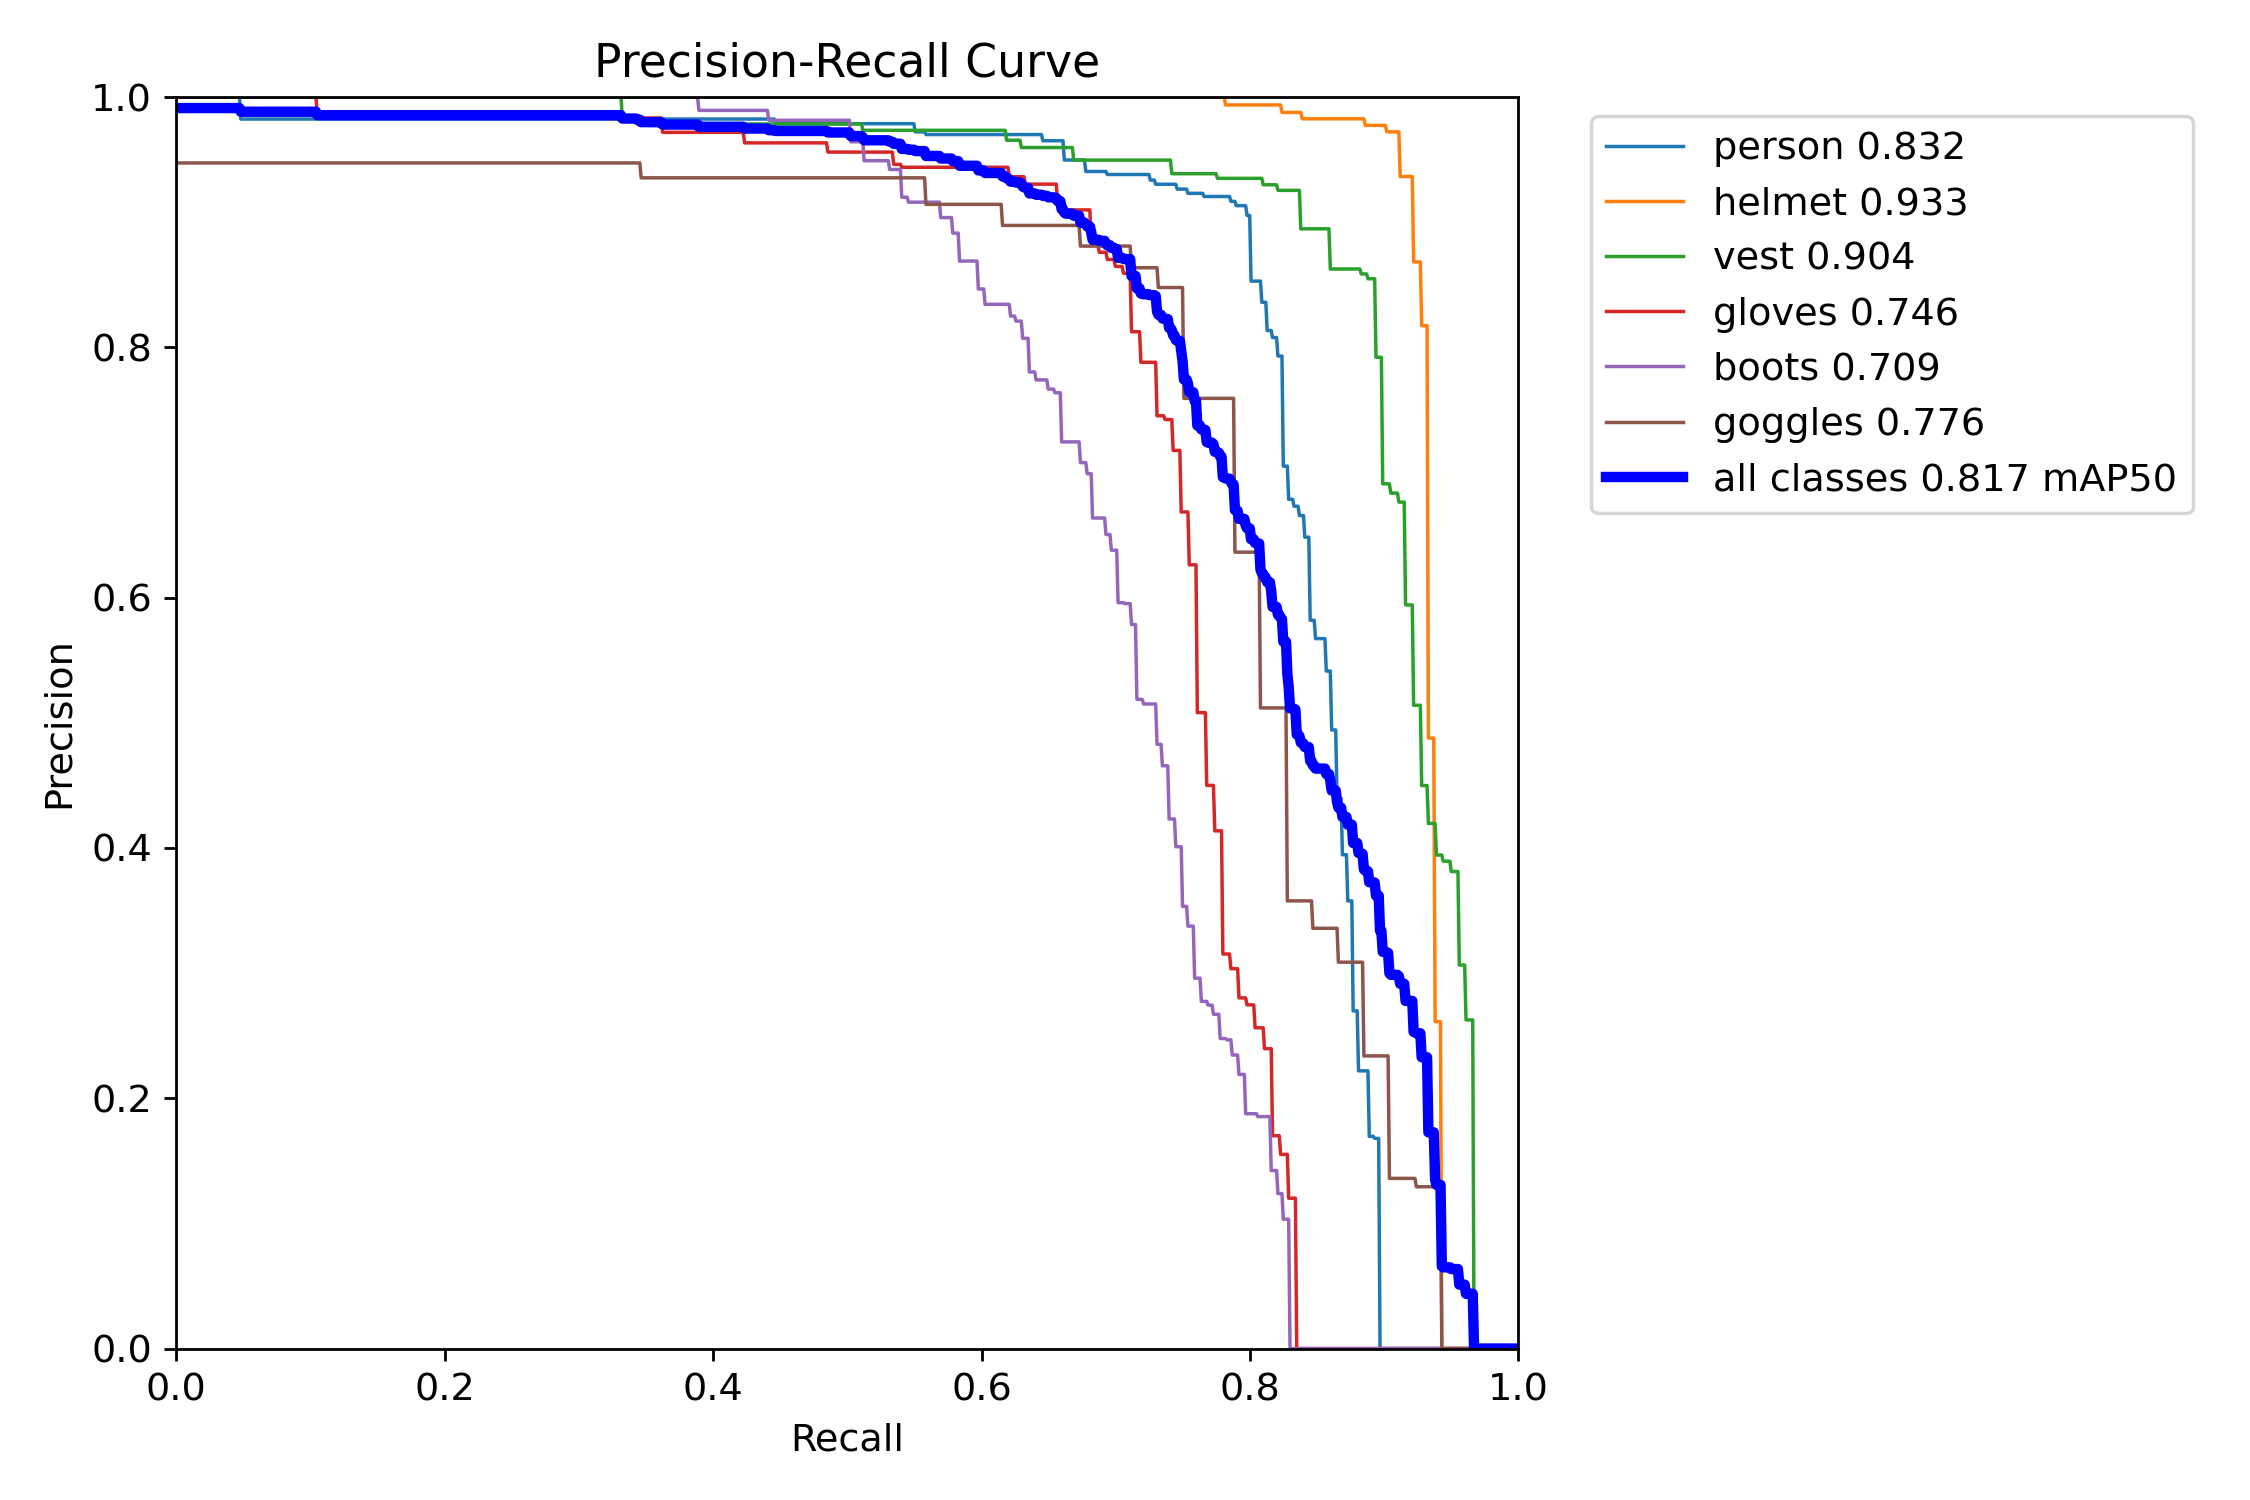 Precision-Recall Curve
1.0
0.8
0.6
0.4
0.2
0.0
Precision
0.0 0.2 0.4 0.6 0.8 1.0
Recall
person 0.832
helmet 0.933
vest 0.904
gloves 0.746
boots 0.709
goggles 0.776
all classes 0.817 mAP50